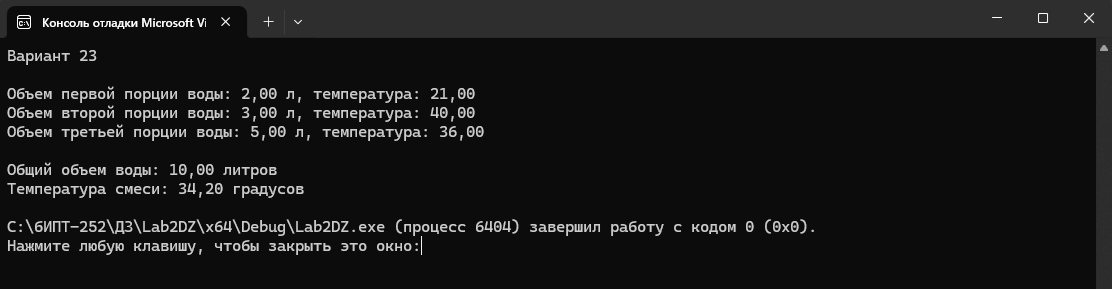 Консоль отладки Microsoft Vi
Вариант 23
Объем первой порции воды: 2,00 л, температура: 21,00
Объем второй порции воды: 3,00 л, температура: 40,00
Объем третьей порции воды: 5,00 л, температура: 36,00
Общий объем воды: 10,00 литров
Температура смеси: 34,20 градусов
C:\6ИПТ-252\ДЗ\Lab2DZ\x64\Debug\Lab2DZ.exe (процесс 6404) завершил работу с кодом 0 (0x0).
Нажмите любую клавишу, чтобы закрыть это окно: